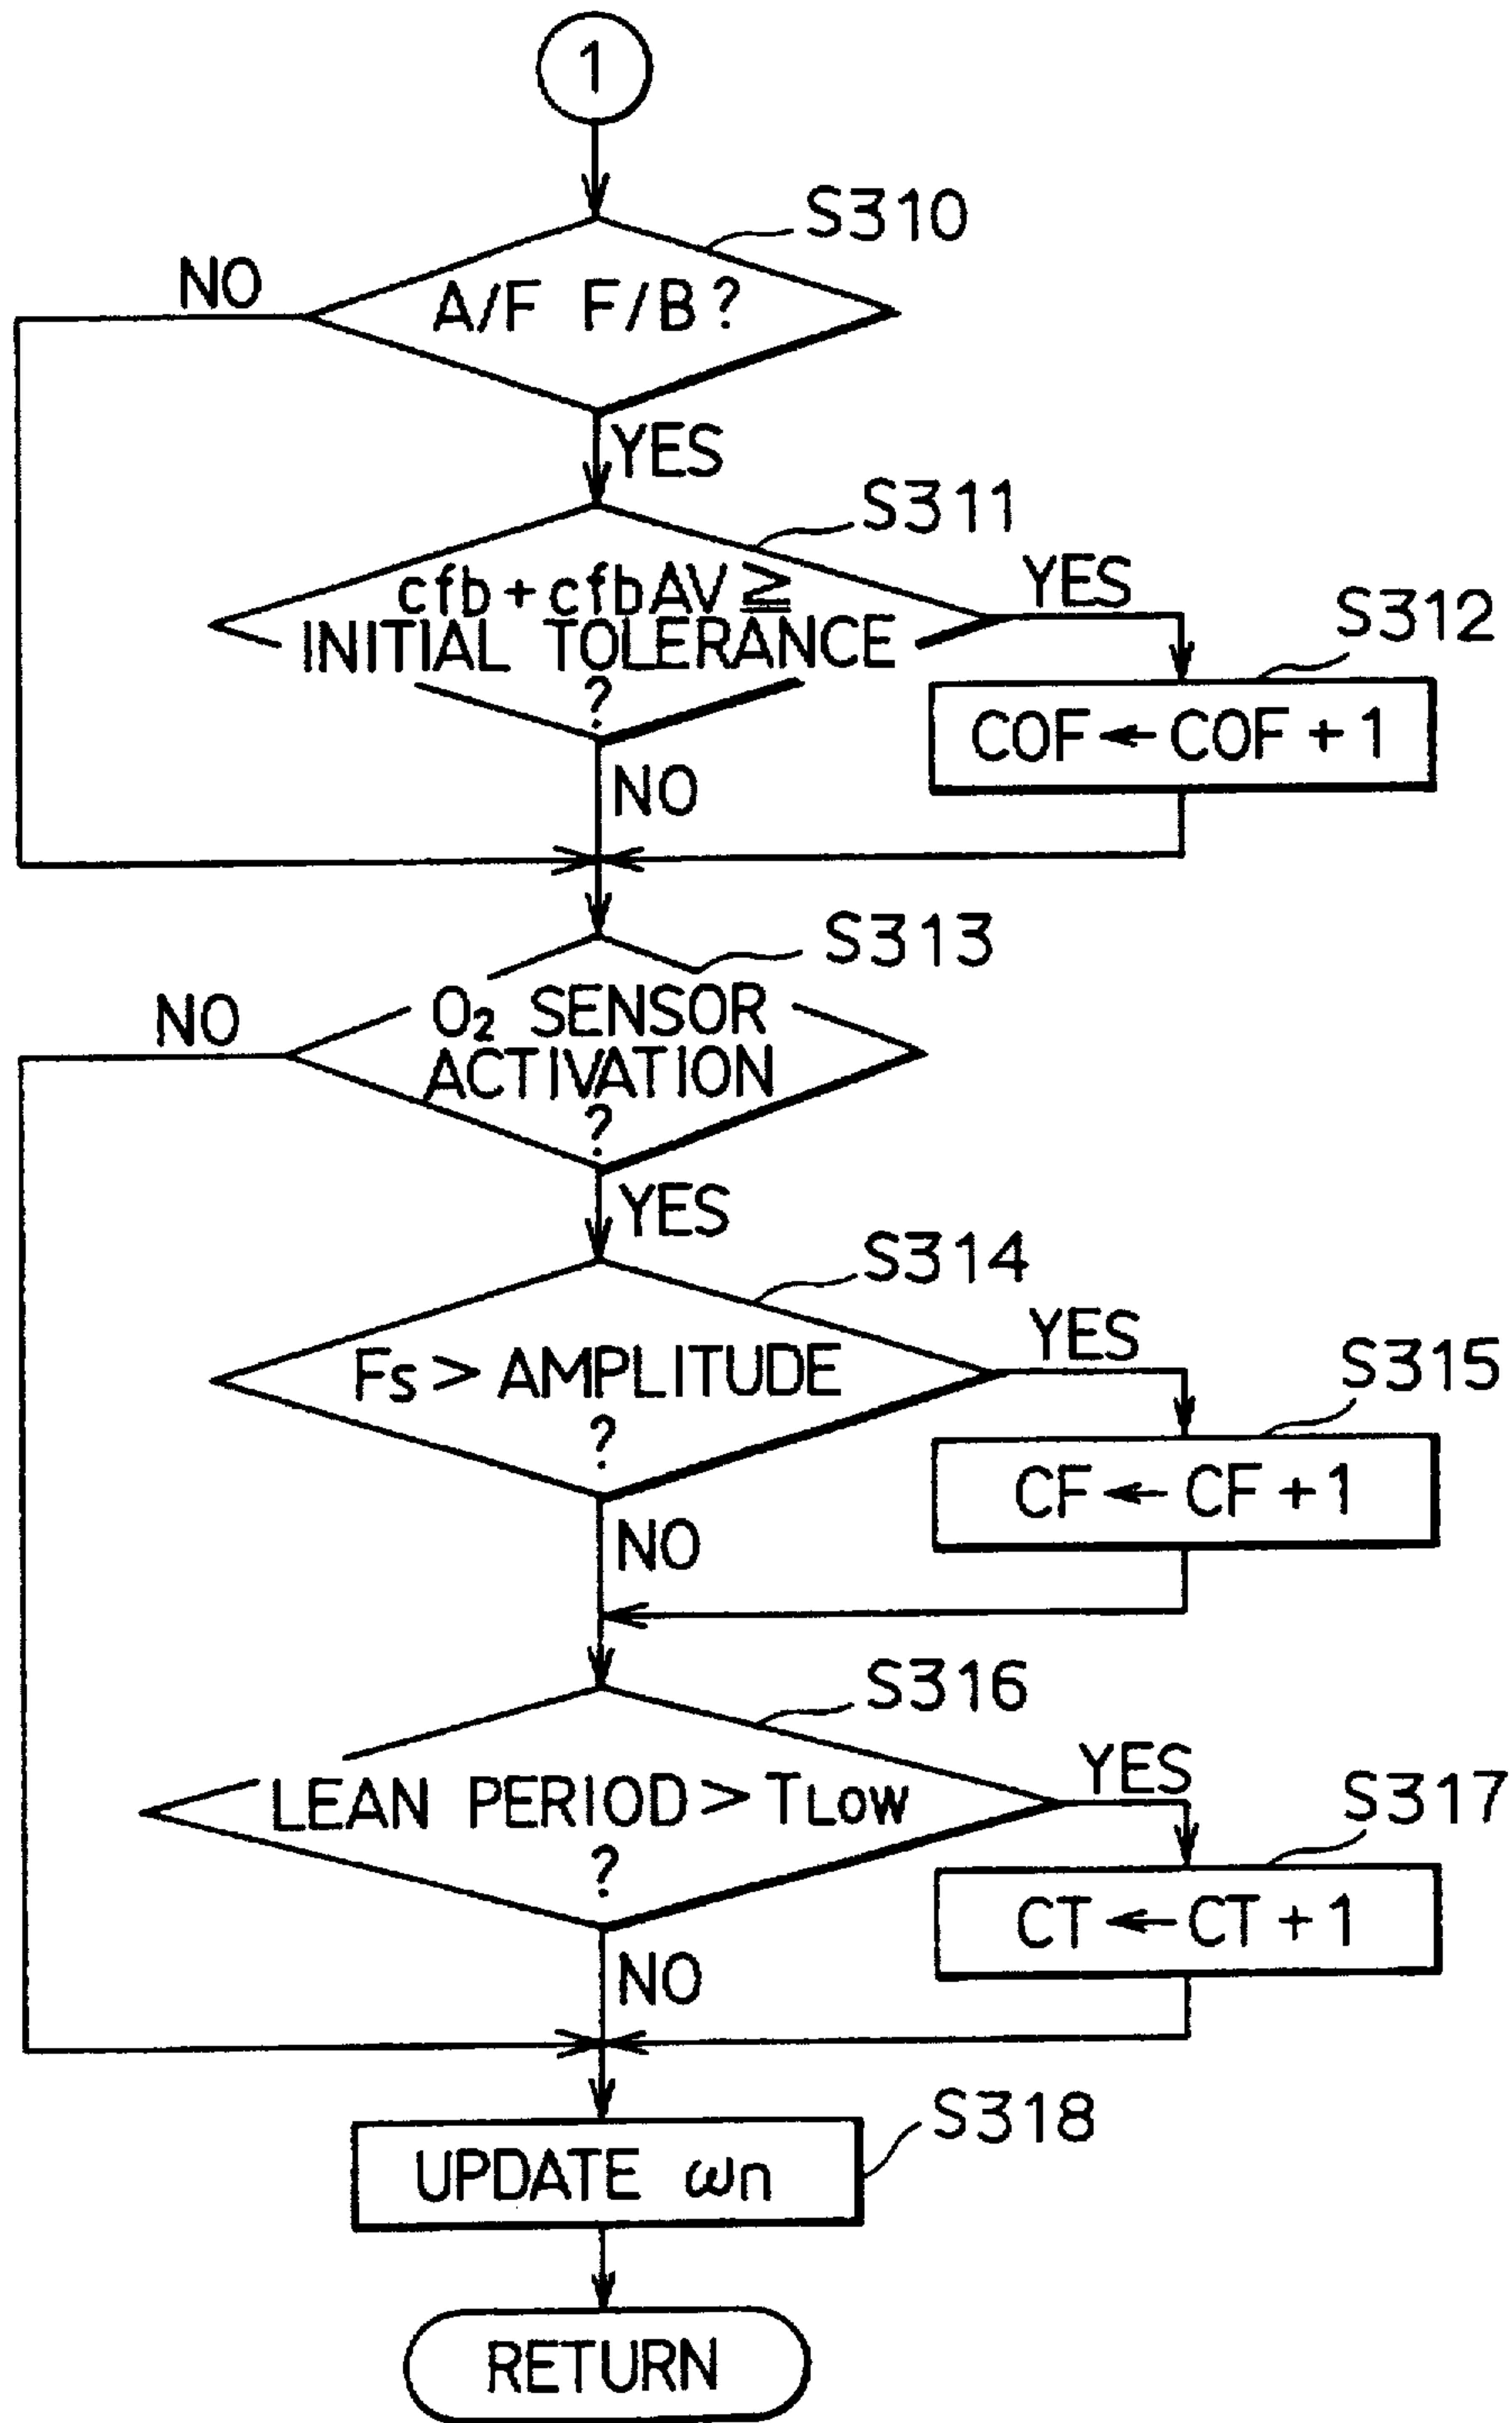 1
S310
NO
A/F F/B?
YES
S311
cfb+cfbAV≧
INITIAL TOLERANCE
?
YES
S312
COF←COF+1
NO
S313
NO
O₂ SENSOR
ACTIVATION
?
YES
S314
Fs>AMPLITUDE
?
YES
S315
CF←CF+1
NO
S316
LEAN PERIOD>TLOW
?
YES
S317
CT←CT+1
NO
S318
UPDATE ωn
RETURN